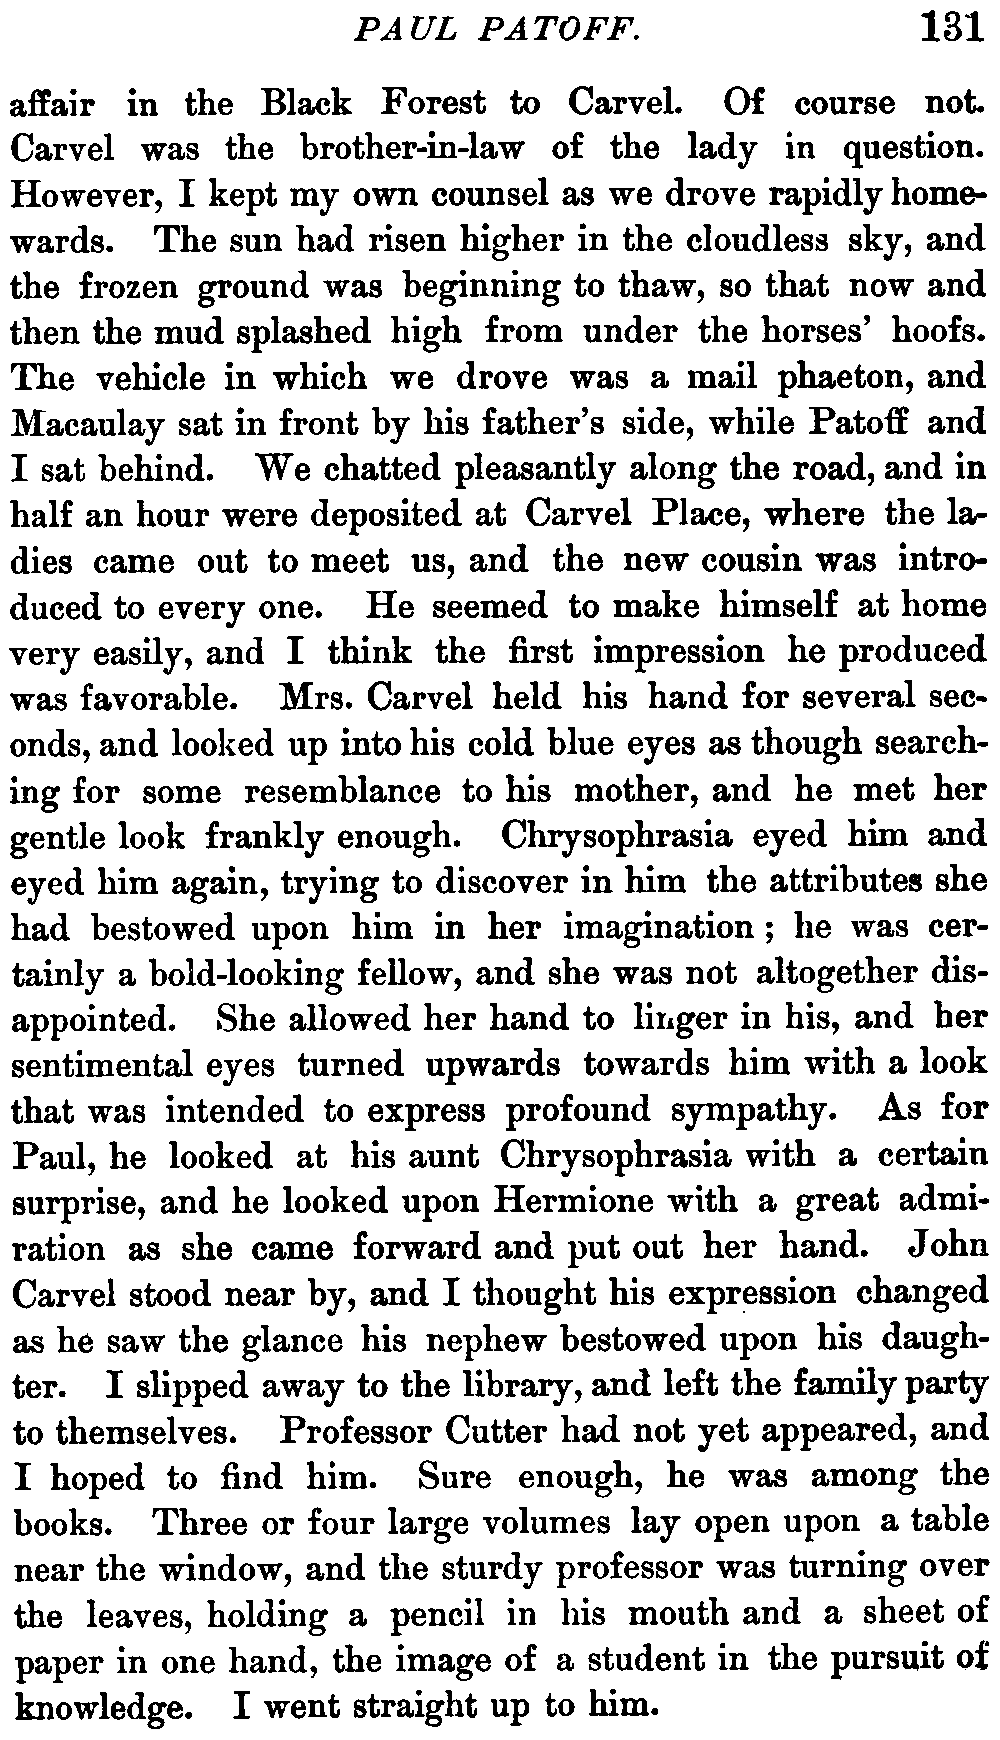 PAUL PATOFF. 131
affair in the Black Forest to Carvel. Of course not.
Carvel was the brother-in-law of the lady in question.
However, I kept my own counsel as we drove rapidly home-
wards. The sun had risen higher in the cloudless sky, and
the frozen ground was beginning to thaw, so that now and
then the mud splashed high from under the horses' hoofs.
The vehicle in which we drove was a mail phaeton, and
Macaulay sat in front by his father's side, while Patoff and
I sat behind. We chatted pleasantly along the road, and in
half an hour were deposited at Carvel Place, where the la-
dies came out to meet us, and the new cousin was intro-
duced to every one. He seemed to make himself at home
very easily, and I think the first impression he produced
was favorable. Mrs. Carvel held his hand for several sec-
onds, and looked up into his cold blue eyes as though search-
ing for some resemblance to his mother, and he met her
gentle look frankly enough. Chrysophrasia eyed him and
eyed him again, trying to discover in him the attributes she
had bestowed upon him in her imagination ; he was cer-
tainly a bold-looking fellow, and she was not altogether dis-
appointed. She allowed her hand to linger in his, and her
sentimental eyes turned upwards towards him with a look
that was intended to express profound sympathy. As for
Paul, he looked at his aunt Chrysophrasia with a certain
surprise, and he looked upon Hermione with a great admi-
ration as she came forward and put out her hand. John
Carvel stood near by, and I thought his expression changed
as he saw the glance his nephew bestowed upon his daugh-
ter. I slipped away to the library, and left the family party
to themselves. Professor Cutter had not yet appeared, and
I hoped to find him. Sure enough, he was among the
books. Three or four large volumes lay open upon a table
near the window, and the sturdy professor was turning over
the leaves, holding a pencil in his mouth and a sheet of
paper in one hand, the image of a student in the pursuit of
knowledge. I went straight up to him.